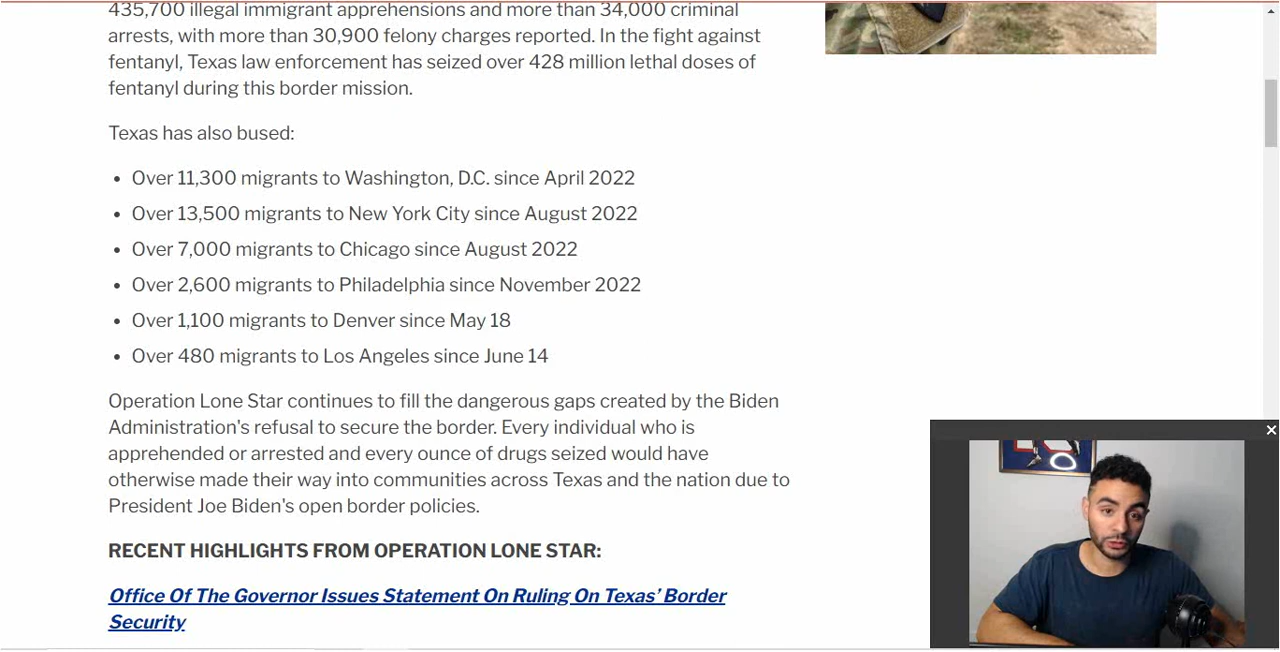 435,700 illegal immigrant apprehensions and more than 34,000 criminal
arrests, with more than 30,900 felony charges reported. In the fight against
fentanyl, Texas law enforcement has seized over 428 million lethal doses of
fentanyl during this border mission.
Texas has also bused:
• Over 11,300 migrants to Washington, D.C. since April 2022
• Over 13,500 migrants to New York City since August 2022
• Over 7,000 migrants to Chicago since August 2022
• Over 2,600 migrants to Philadelphia since November 2022
• Over 1,100 migrants to Denver since May 18
• Over 480 migrants to Los Angeles since June 14
Operation Lone Star continues to fill the dangerous gaps created by the Biden
Administration's refusal to secure the border. Every individual who is
apprehended or arrested and every ounce of drugs seized would have
otherwise made their way into communities across Texas and the nation due to
President Joe Biden's open border policies.
RECENT HIGHLIGHTS FROM OPERATION LONE STAR:
Office Of The Governor Issues Statement On Ruling On Texas’ Border
Security